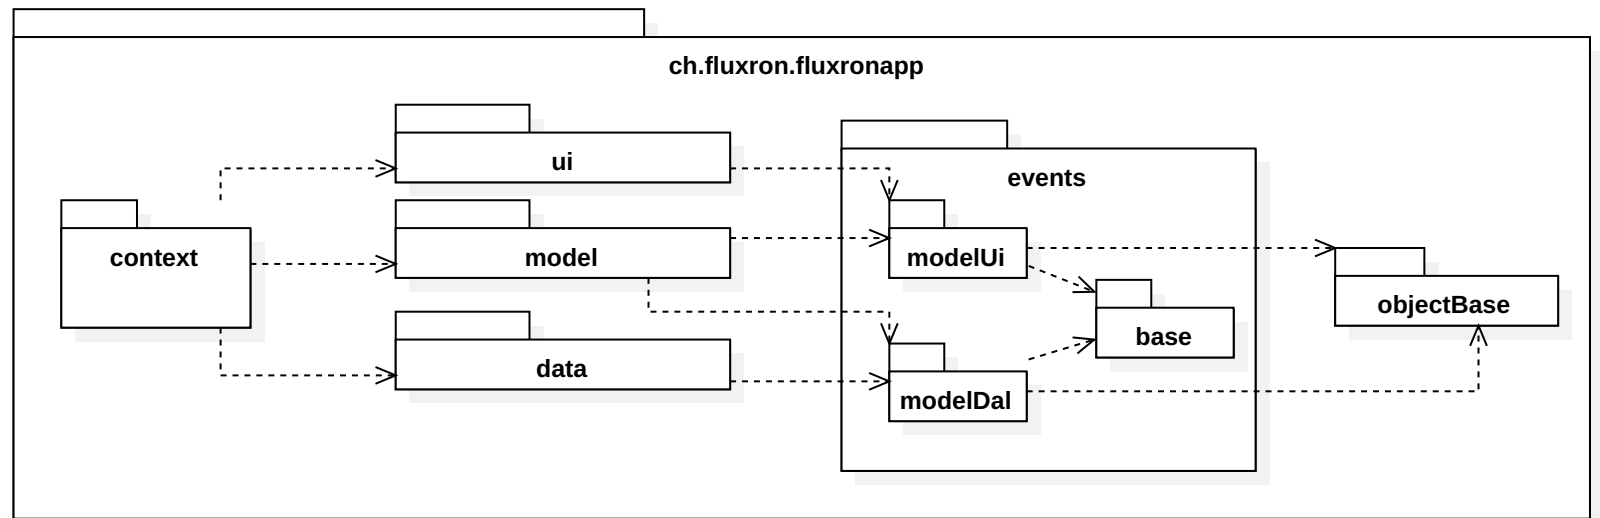 ch.fluxron.fluxronapp
ui
events
context
model
modelUi
objectBase
base
data
modelDal